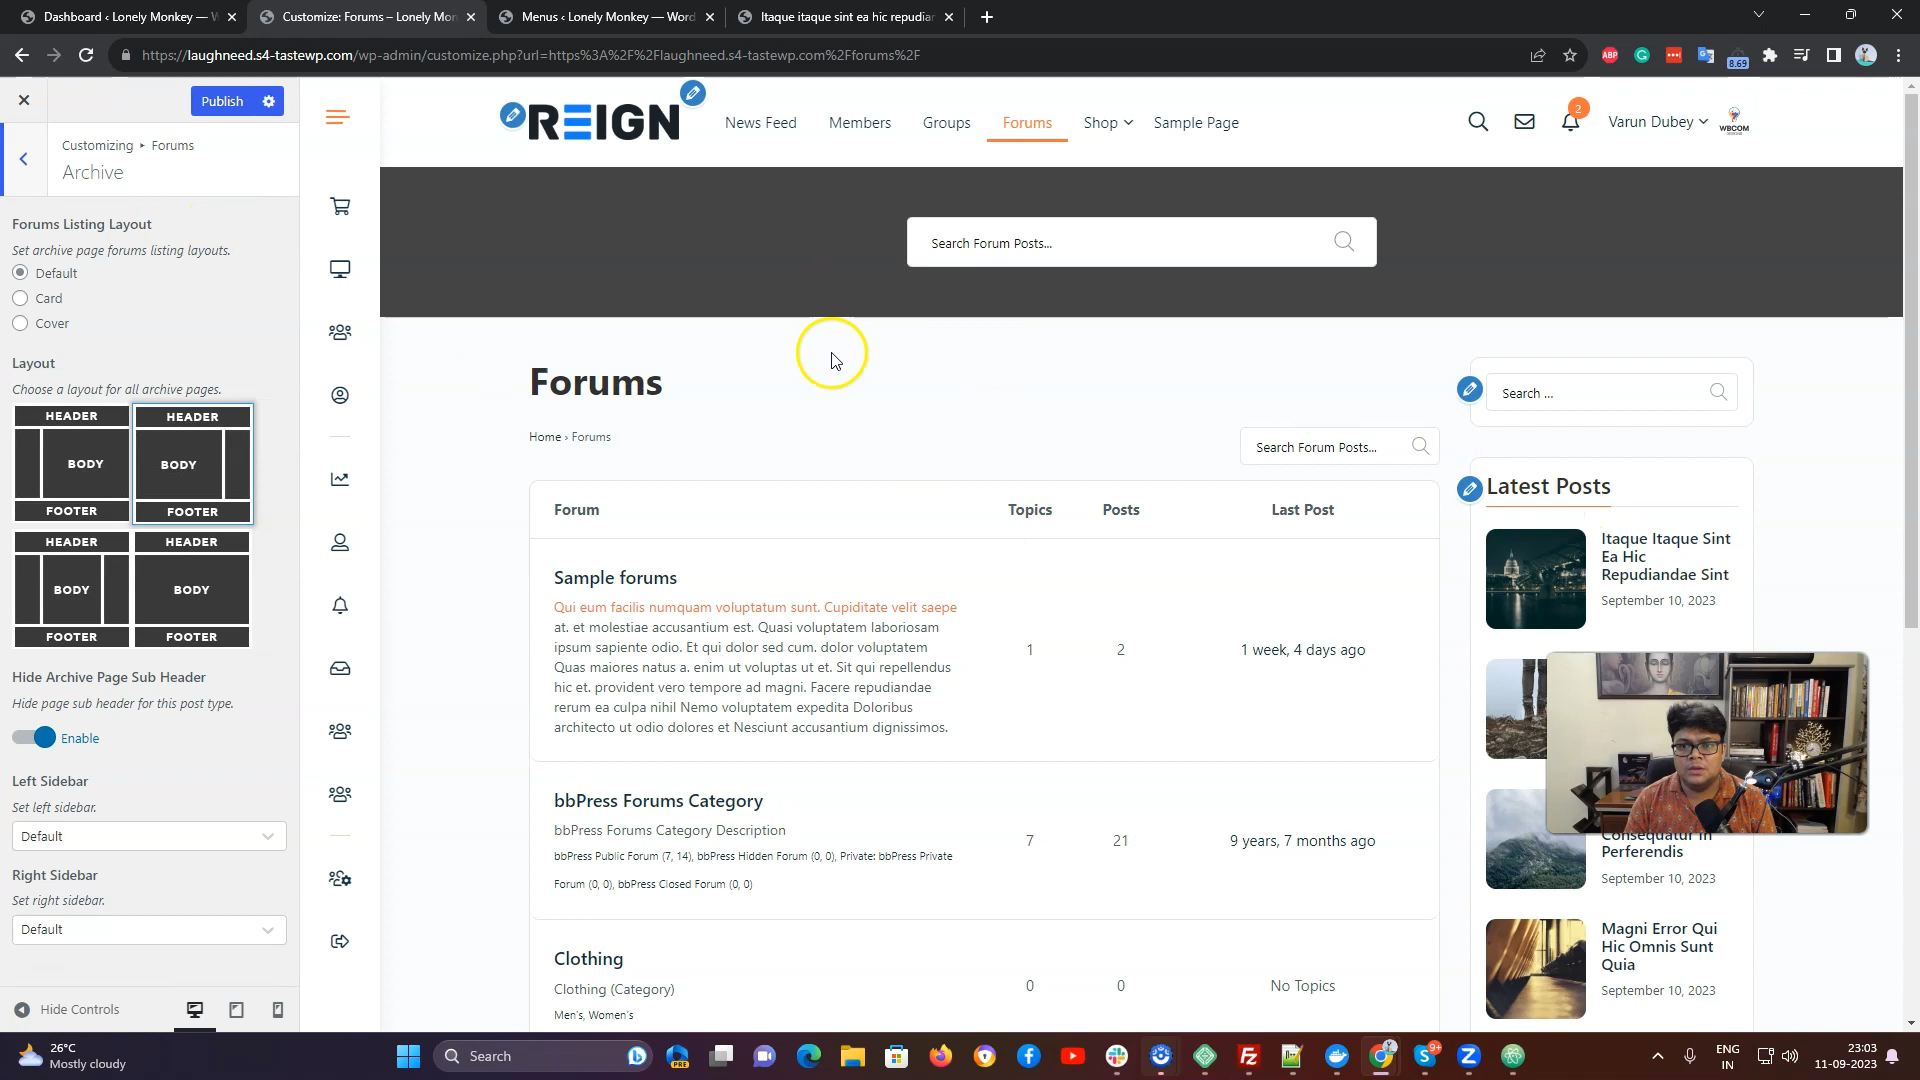 Dashboard ‹ Lonely Monkey — W
Customize: Forums – Lonely Mon
Menus ‹ Lonely Monkey — Word
Itaque itaque sint ea hic repudiar
https://laughneed.s4-tastewp.com/wp-admin/customize.php?url=https%3A%2F%2Flaughneed.s4-tastewp.com%2Fforums%2F
ABP
8.69
Publish
Customizing ▸ Forums
Archive
REIGN
News Feed
Members
Groups
Forums
Shop
Sample Page
2
Varun Dubey
WBCOM
Forums Listing Layout
Set archive page forums listing layouts.
Default
Card
Cover
Layout
Choose a layout for all archive pages.
HEADER
HEADER
BODY
BODY
FOOTER
FOOTER
HEADER
HEADER
BODY
BODY
FOOTER
FOOTER
Hide Archive Page Sub Header
Hide page sub header for this post type.
Enable
Left Sidebar
Set left sidebar.
Default
Right Sidebar
Set right sidebar.
Default
Hide Controls
Search Forum Posts...
Forums
Home › Forums
Search Forum Posts...
Forum
Topics
Posts
Last Post
Sample forums
Qui eum facilis numquam voluptatum sunt. Cupiditate velit saepe
at. et molestiae accusantium est. Quasi voluptatem laboriosam
ipsum sapiente odio. Et qui dolor sed cum. dolor voluptatem
Quas maiores natus a. enim ut voluptas ut et. Sit qui repellendus
hic et. provident vero tempore ad magni. Facere repudiandae
rerum ea culpa nihil Nemo voluptatem expedita Doloribus
architecto ut odio dolores et Nesciunt accusantium dignissimos.
1
2
1 week, 4 days ago
bbPress Forums Category
bbPress Forums Category Description
bbPress Public Forum (7, 14), bbPress Hidden Forum (0, 0), Private: bbPress Private
Forum (0, 0), bbPress Closed Forum (0, 0)
7
21
9 years, 7 months ago
Clothing
Clothing (Category)
Men's, Women's
0
0
No Topics
Search ...
Latest Posts
Itaque Itaque Sint
Ea Hic
Repudiandae Sint
September 10, 2023
Consequatur In
Perferendis
September 10, 2023
Magni Error Qui
Hic Omnis Sunt
Quia
September 10, 2023
26°C
Mostly cloudy
Search
PRE
9+
ENG
IN
23:03
11-09-2023